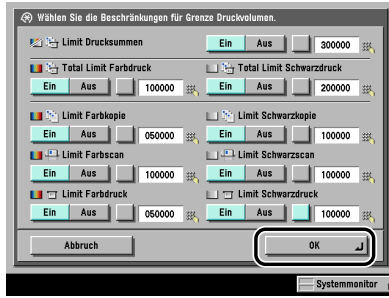 Wählen Sie die Beschränkungen für Grenze Druckvolumen.
Limit Drucksummen Ein Aus 300000
Total Limit Farbdruck Total Limit Schwarzdruck
Ein Aus 100000 Ein Aus 200000
Limit Farbkopie Limit Schwarzkopie
Ein Aus 050000 Ein Aus 100000
Limit Farbscan Limit Schwarzscan
Ein Aus 100000 Ein Aus 100000
Limit Farbdruck Limit Schwarzdruck
Ein Aus 050000 Ein Aus 100000
Abbruch OK
Systemmonitor